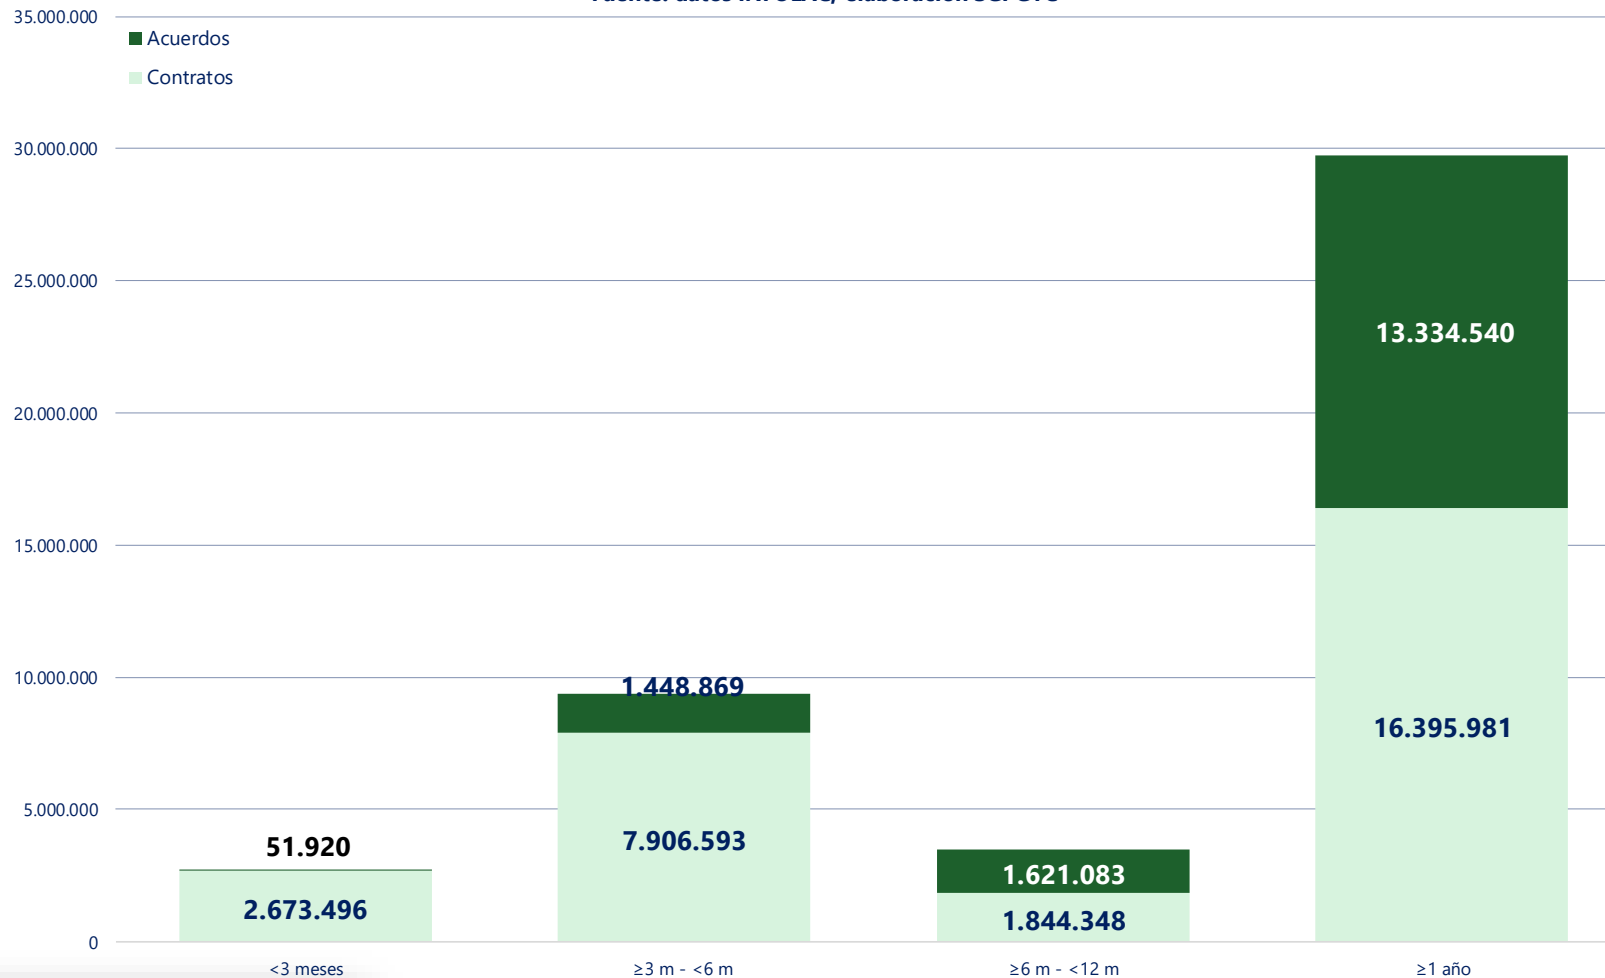 35.000.000
Acuerdos
Contratos
30.000.000
25.000.000
13.334.540
20.000.000
15.000.000
10.000.000
1.448.869
16.395.981
5.000.000
7.906.593
51.920
1.621.083
2.673.496
1.844.348
0
<3 meses
≥3 m - <6 m
≥6 m - <12 m
≥1 año